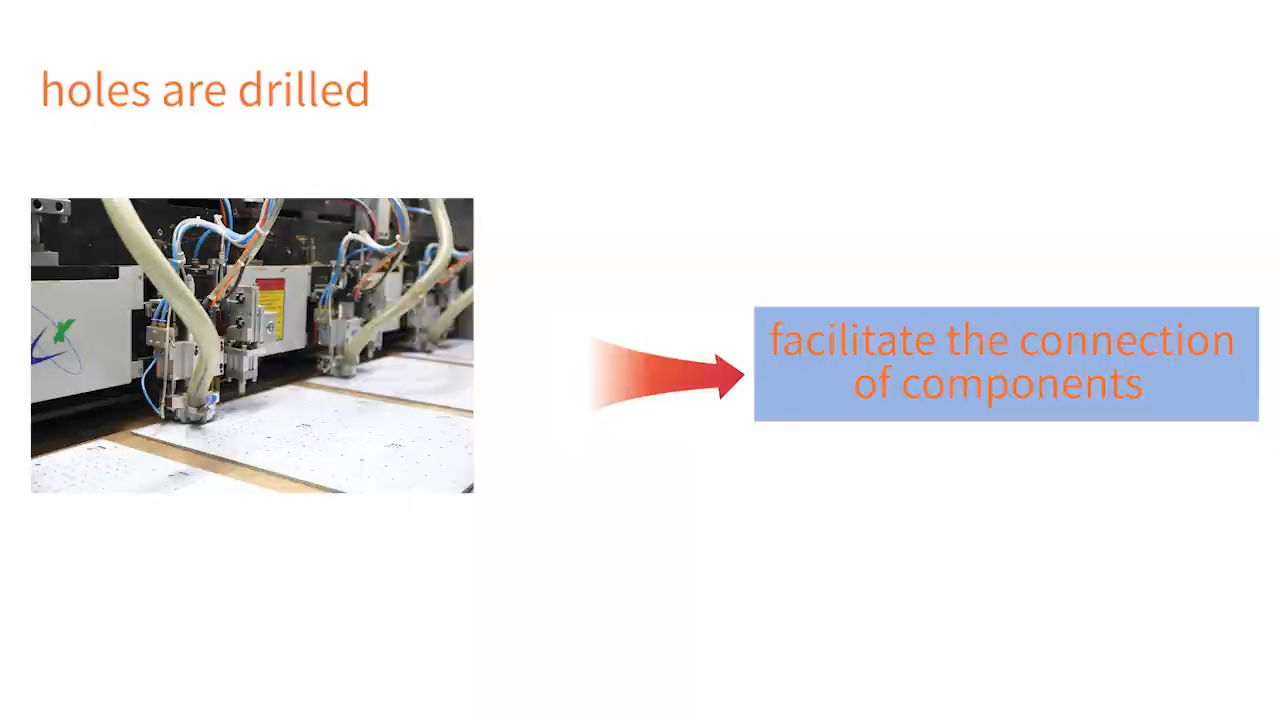 holes are drilled
facilitate the connection
of components